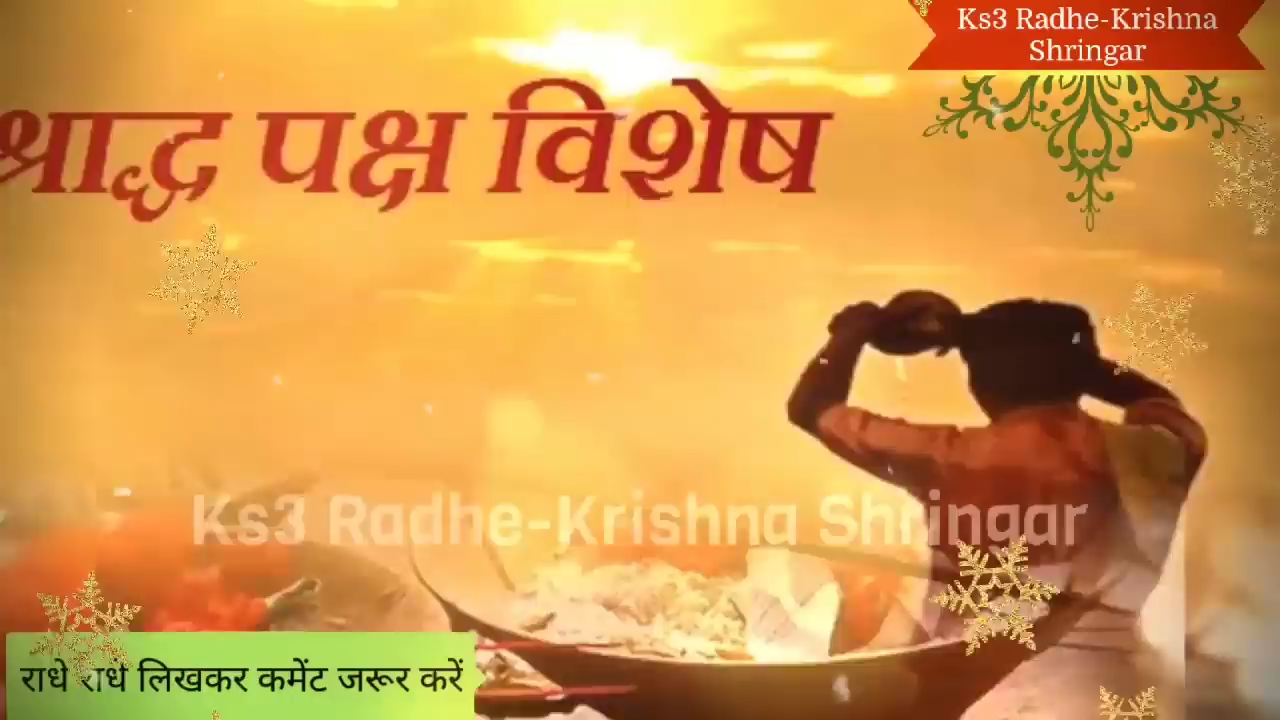 Ks3 Radhe-Krishna
Shringar
श्राद्ध पक्ष विशेष
Ks3 Radhe-Krishna Shringar
राधे राधे लिखकर कमेंट जरूर करें